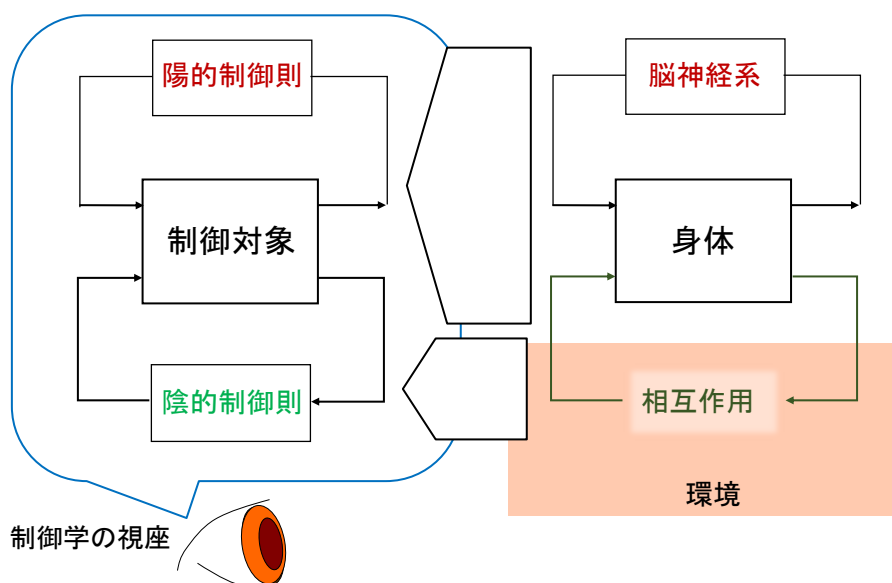 陽的制御則
脳神経系
制御対象
身体
陰的制御則
相互作用
環境
制御学の視座